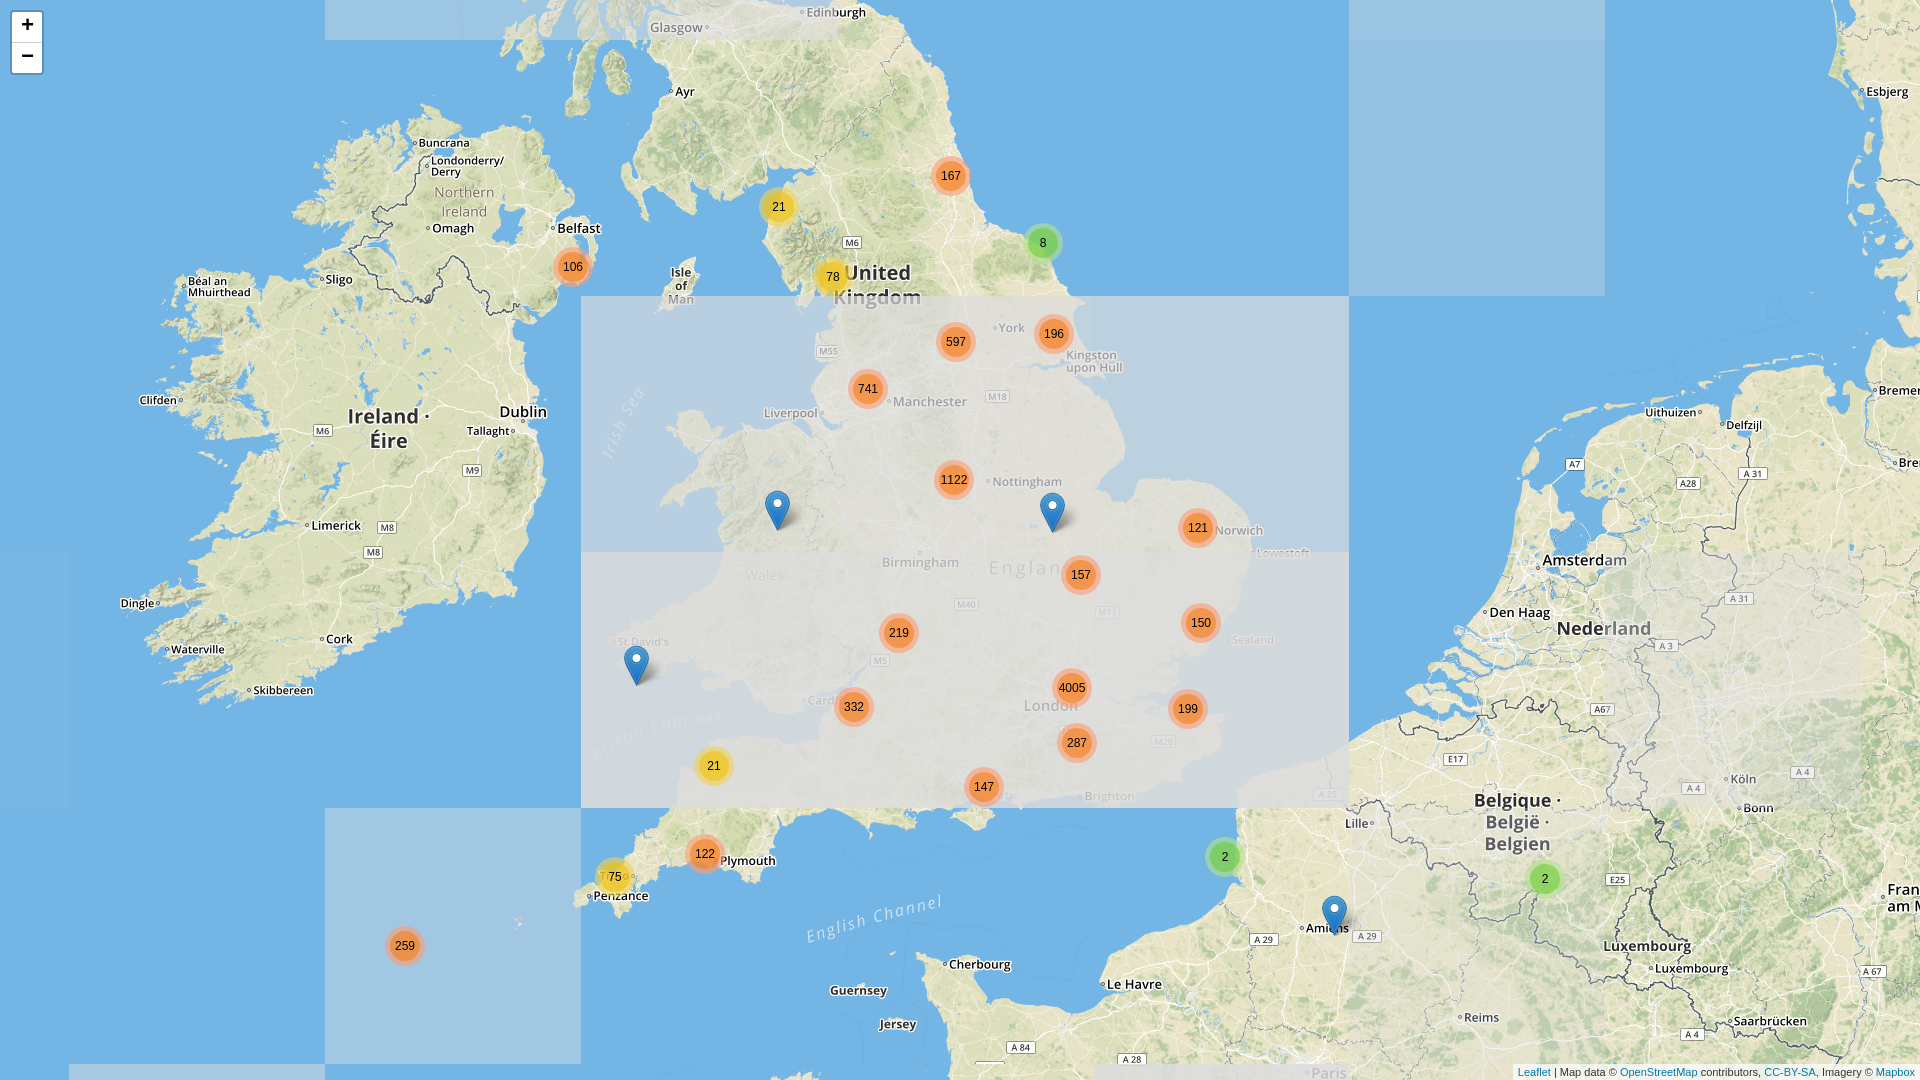 +
−
Edinburgh
Glasgow
Ayr
Esbjerg
Buncrana
Londonderry/
Derry
Northern
Ireland
Omagh
Belfast
167
21
M6
8
106
78
United
Kingdom
Isle
of
Man
Sligo
Béal an
Mhuirthead
York
196
597
M55
Kingston
upon Hull
741
Manchester
M18
Liverpool
Irish Sea
Clifden
Ireland ·
Éire
Dublin
Tallaght
M6
M9
Bremer
Uithuizen
Delfzijl
A7
A 31
A28
Bre
1122
Nottingham
Limerick
M8
M8
121
Norwich
Lowestoft
Birmingham
Englan
157
Wales
Amsterdam
Dingle
M40
M11
A 31
Den Haag
Nederland
219
150
Cork
Waterville
St David's
Sealand
M5
A 3
Skibbereen
4005
London
Cardi
332
199
A67
Bristol Channel
287
M20
E17
21
147
Brighton
A 25
Köln
A 4
A 4
Bonn
Belgique ·
België ·
Belgien
Lille
122
Plymouth
2
75
Penzance
2
E25
Fran
am M
English Channel
Amiens
A 29
A 29
259
Luxembourg
Luxembourg
A 67
Cherbourg
Le Havre
Guernsey
Jersey
Reims
Saarbrücken
A 4
A 84
A 28
Paris
Leaflet | Map data © OpenStreetMap contributors, CC-BY-SA, Imagery © Mapbox